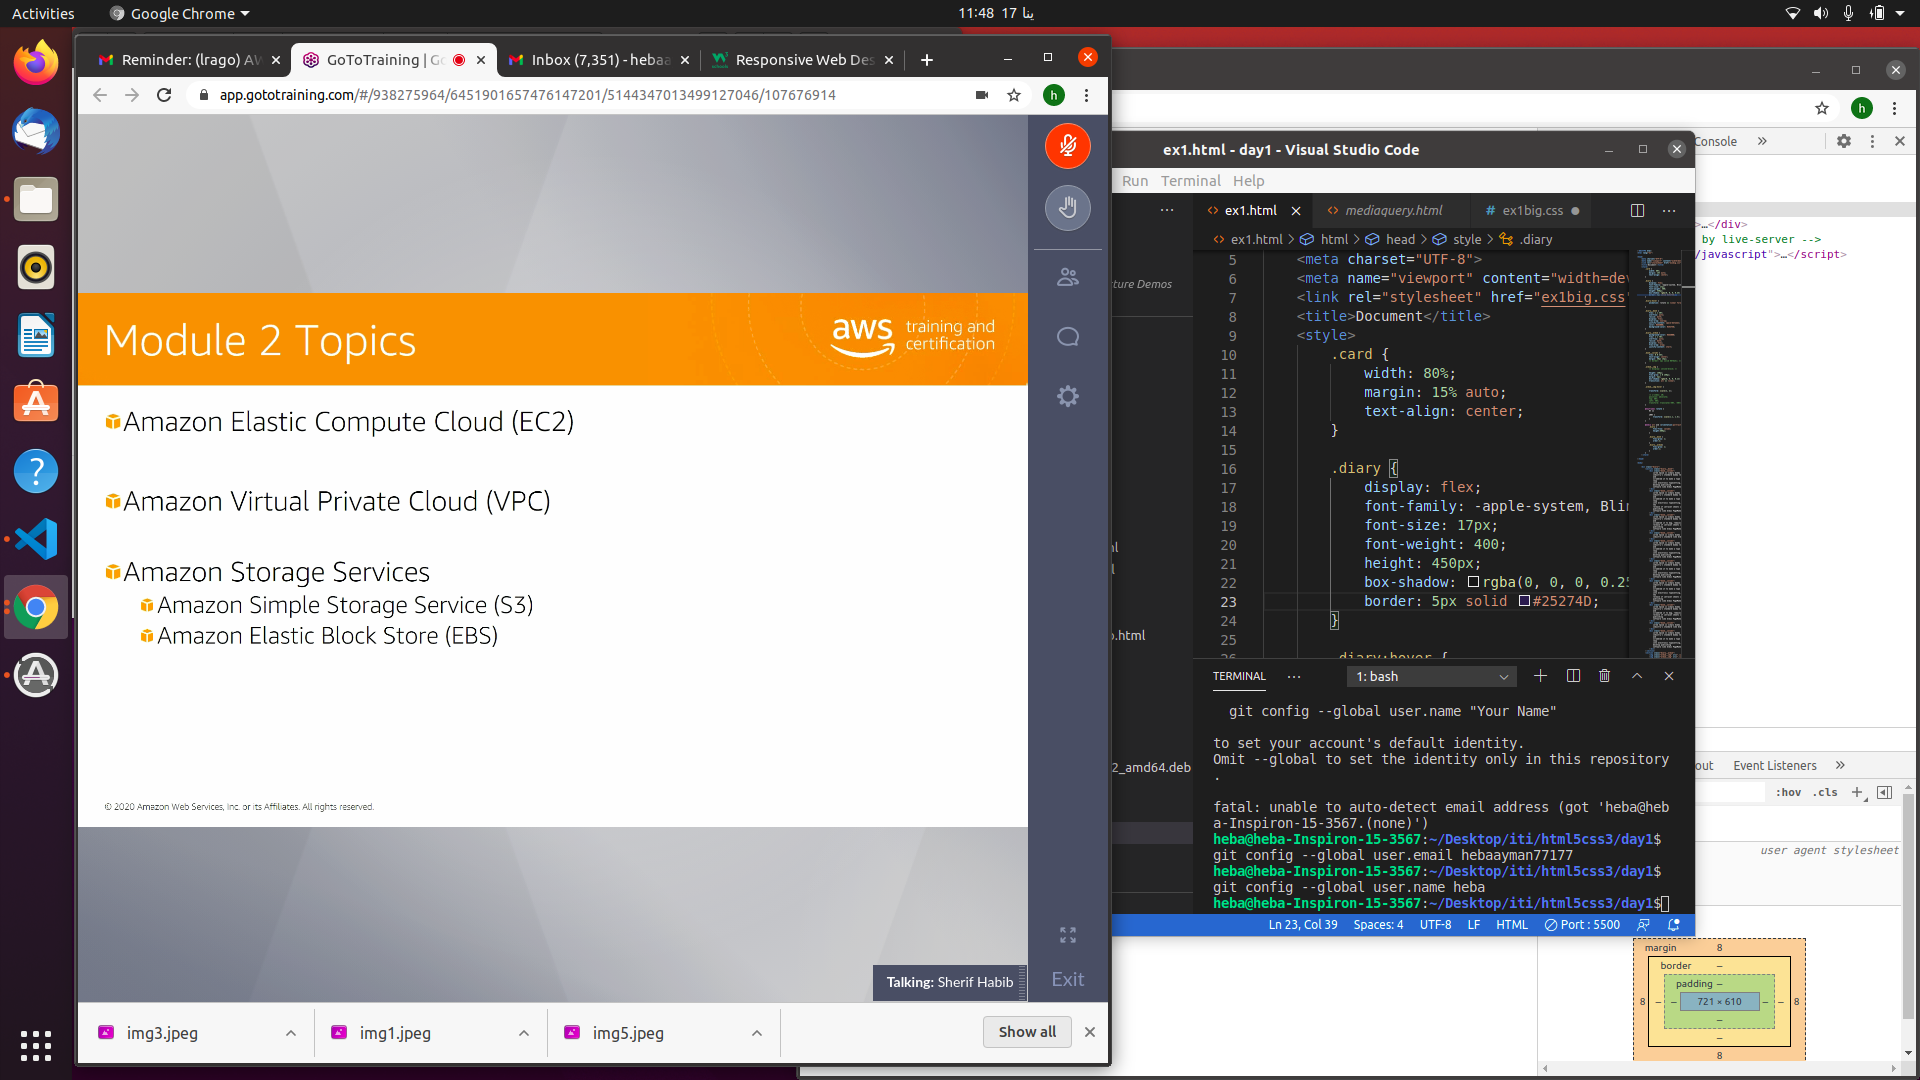 Activities
Google Chrome
11:48 17 ينا
Reminder: (lrago) AW
GoToTraining | Go
Inbox (7,351) - hebaa
Responsive Web Des
app.gototraining.com/#/938275964/6451901657476147201/5144347013499127046/107676914
h
Module 2 Topics
aws training and certification
Amazon Elastic Compute Cloud (EC2)
Amazon Virtual Private Cloud (VPC)
Amazon Storage Services
Amazon Simple Storage Service (S3)
Amazon Elastic Block Store (EBS)
© 2020 Amazon Web Services, Inc. or its Affiliates. All rights reserved.
Talking: Sherif Habib
Exit
img3.jpeg
img1.jpeg
img5.jpeg
Show all
ex1.html - day1 - Visual Studio Code
Run Terminal Help
ex1.html
mediaquery.html
# ex1big.css
ex1.html > html > head > style > .diary
ture Demos
5 <meta charset="UTF-8">
6 <meta name="viewport" content="width=dev
7 <link rel="stylesheet" href="ex1big.css"
8 <title>Document</title>
9 <style>
10 .card {
11 width: 80%;
12 margin: 15% auto;
13 text-align: center;
14 }
15
16 .diary {
17 display: flex;
18 font-family: -apple-system, Blin
19 font-size: 17px;
20 font-weight: 400;
21 height: 450px;
22 box-shadow: rgba(0, 0, 0, 0.25
23 border: 5px solid #25274D;
24 }
25
26 .diary:hover {
.html
2_amd64.deb
TERMINAL
1: bash
git config --global user.name "Your Name"
to set your account's default identity.
Omit --global to set the identity only in this repository
.
fatal: unable to auto-detect email address (got 'heba@heb
a-Inspiron-15-3567.(none)')
heba@heba-Inspiron-15-3567:~/Desktop/iti/html5css3/day1$
git config --global user.email hebaayman77177
heba@heba-Inspiron-15-3567:~/Desktop/iti/html5css3/day1$
git config --global user.name heba
heba@heba-Inspiron-15-3567:~/Desktop/iti/html5css3/day1$
Ln 23, Col 39 Spaces: 4 UTF-8 LF HTML Port : 5500
h
Console
…</div>
by live-server -->
/javascript">…</script>
out Event Listeners
:hov .cls
user agent stylesheet
margin 8
border –
padding –
8 – – 721 × 610 – – 8
–
–
8